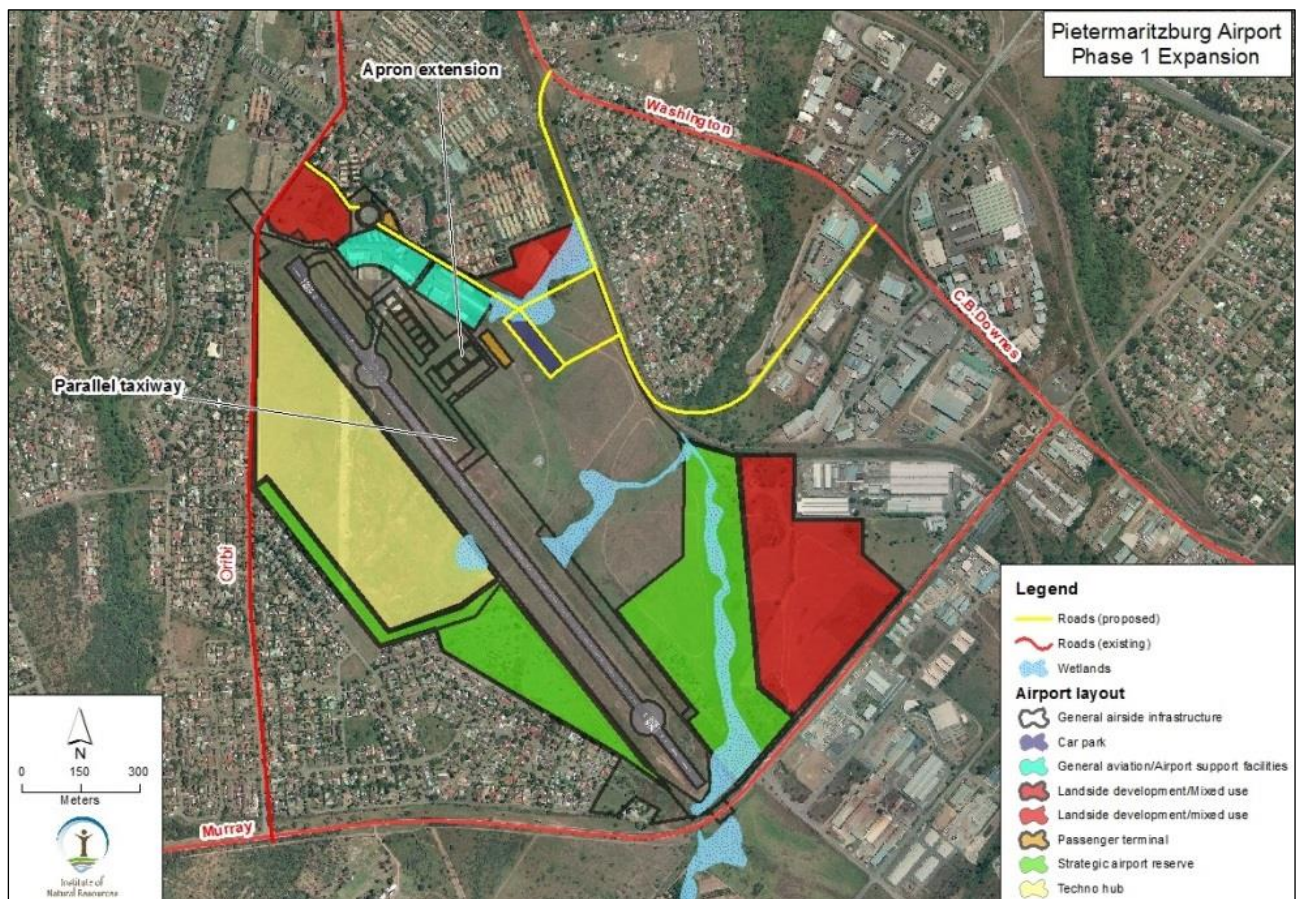 Pietermaritzburg Airport
Phase 1 Expansion
Apron extension
Washington
C.B.Downes
Parallel taxiway
Oribi
Murray
N
0 150 300
Meters
Institute of
Natural Resources
Legend
Roads (proposed)
Roads (existing)
Wetlands
Airport layout
General airside infrastructure
Car park
General aviation/Airport support facilities
Landside development/Mixed use
Landside development/mixed use
Passenger terminal
Strategic airport reserve
Techno hub